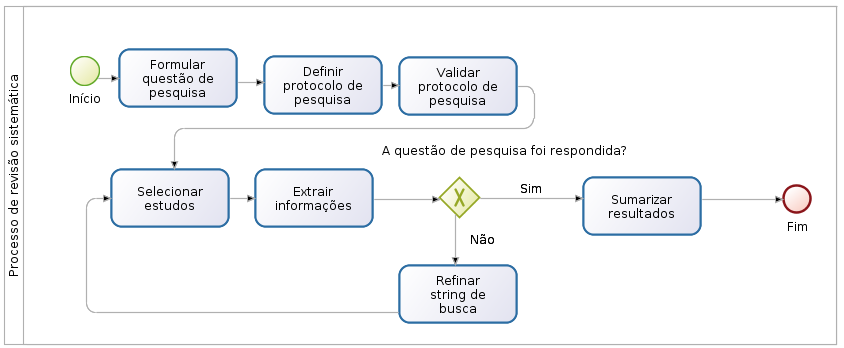 Processo de revisão sistemática
Início
Formular
questão de
pesquisa
Definir
protocolo de
pesquisa
Validar
protocolo de
pesquisa
A questão de pesquisa foi respondida?
Selecionar
estudos
Extrair
informações
Sim
Sumarizar
resultados
Fim
Não
Refinar
string de
busca